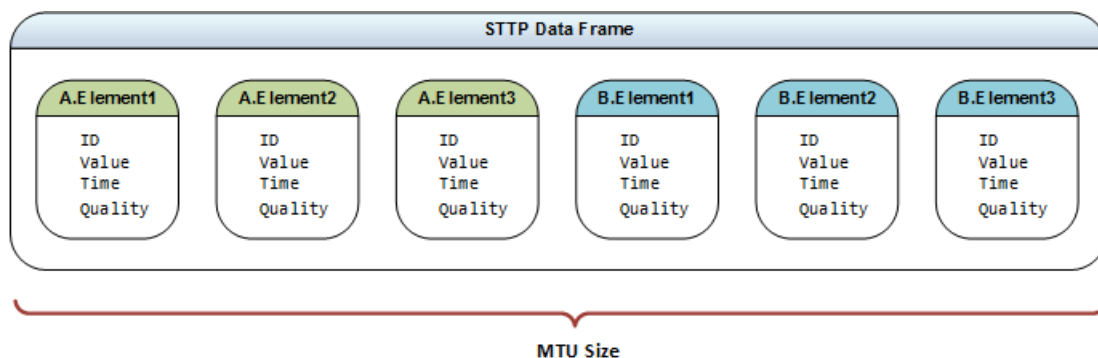 STTP Data Frame
A.Element1 A.Element2 A.Element3 B.Element1 B.Element2 B.Element3
ID ID ID ID ID ID
Value Value Value Value Value Value
Time Time Time Time Time Time
Quality Quality Quality Quality Quality Quality
MTU Size